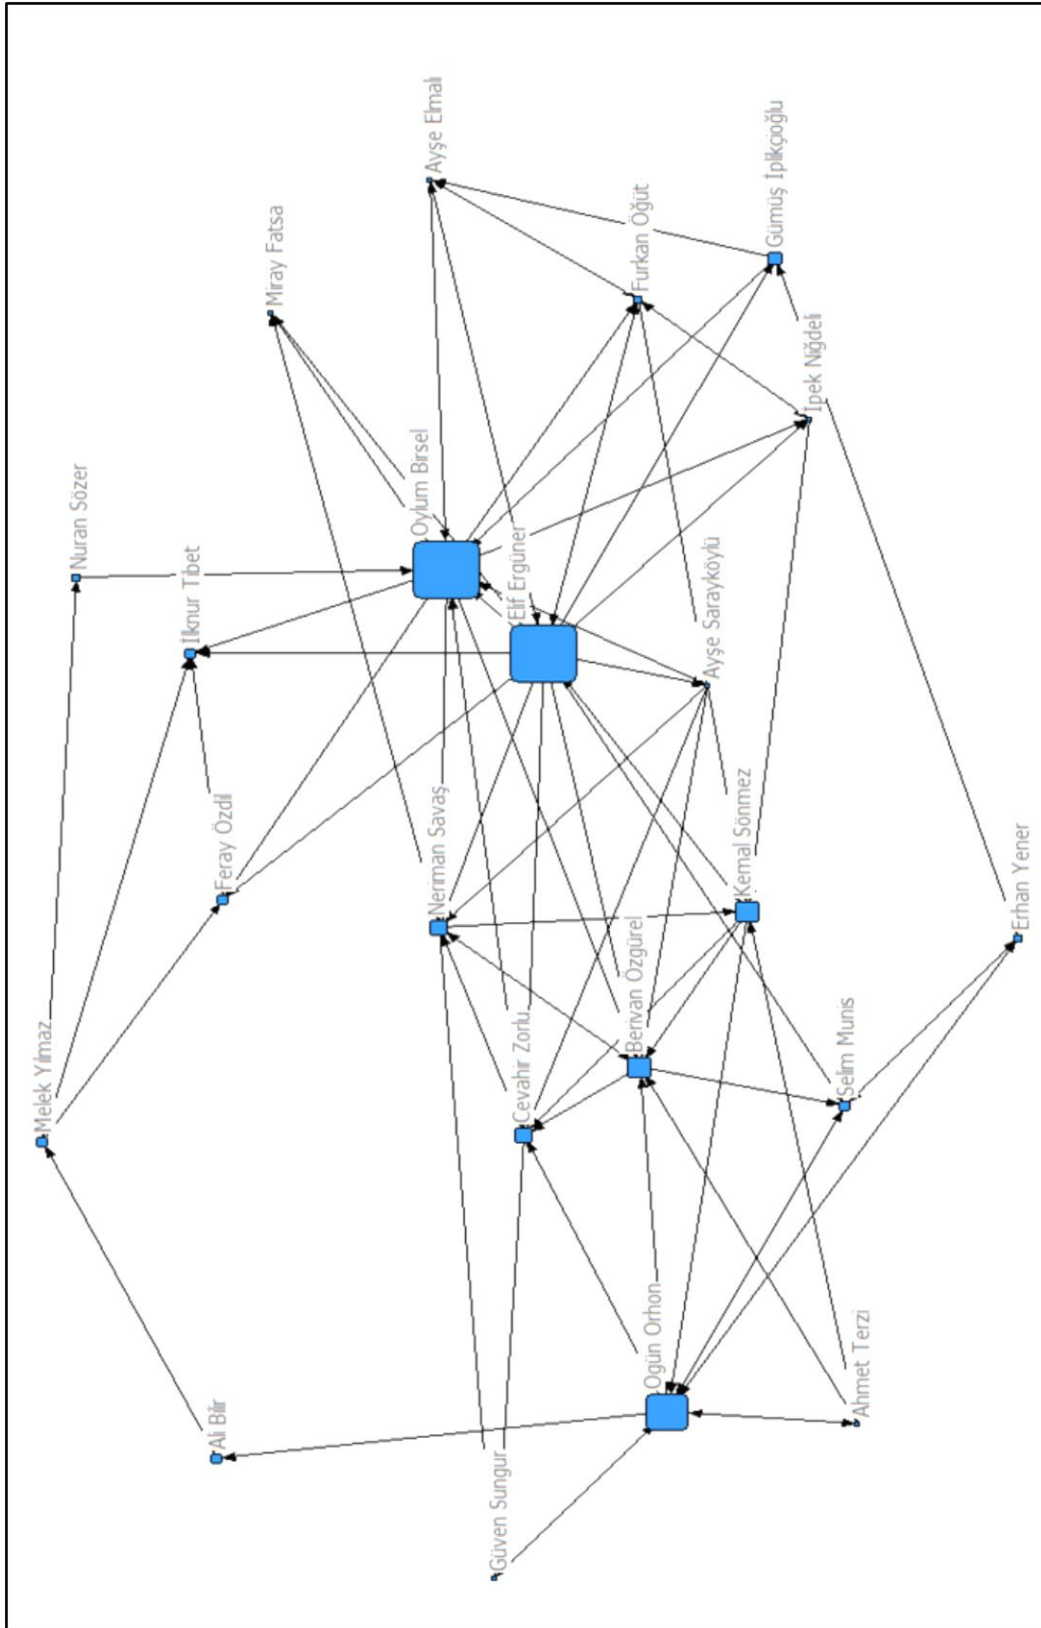 Ayşe Elmalı
Gümüş İplikçioğlu
Miray Fatsa
Furkan Öğüt
İpek Niğdeli
Oylum Birsel
Nuran Sözer
İlknur Tibet
Elif Ergüner
Ayşe Sarayköylü
Kemal Sönmez
Feray Özdil
Neriman Savaş
Erhan Yener
Berivan Özgürel
Selim Munis
Cevahir Zorlu
Melek Yılmaz
Ogün Orhon
Ahmet Terzi
Ali Bilir
Güven Sungur